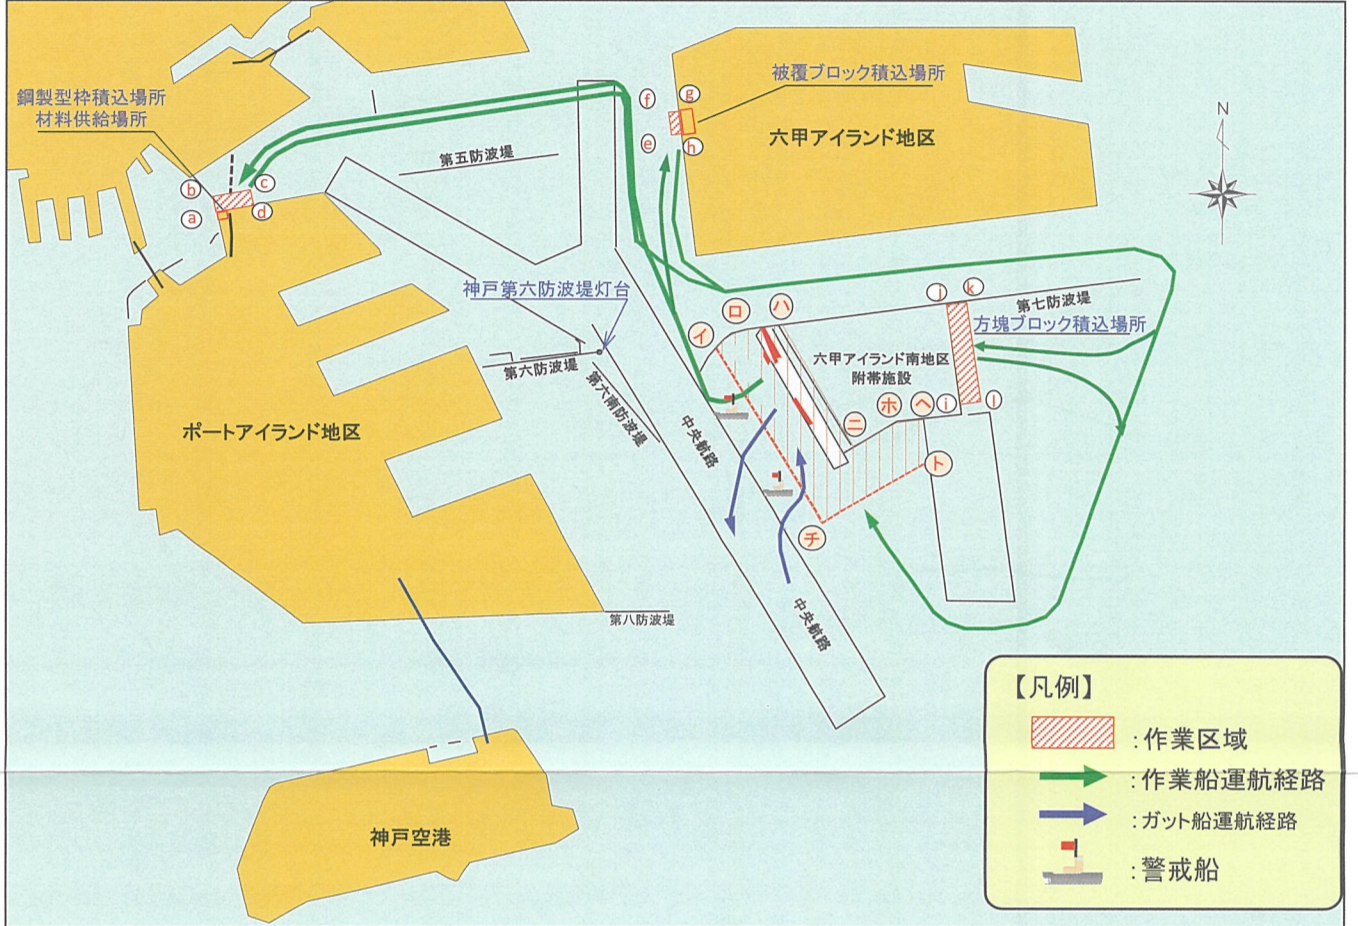 鋼製型枠積込場所
材料供給場所
b
c
a
d
第五防波堤
f
g
e
h
被覆ブロック積込場所
六甲アイランド地区
N
神戸第六防波堤灯台
第六防波堤
第六南防波堤
イ
ロ
ハ
j
k
第七防波堤
方塊ブロック積込場所
六甲アイランド南地区
附帯施設
ニ
ホ
ヘ
i
l
ト
チ
中央航路
中央航路
ポートアイランド地区
第八防波堤
神戸空港
【凡例】
:作業区域
:作業船運航経路
:ガット船運航経路
:警戒船